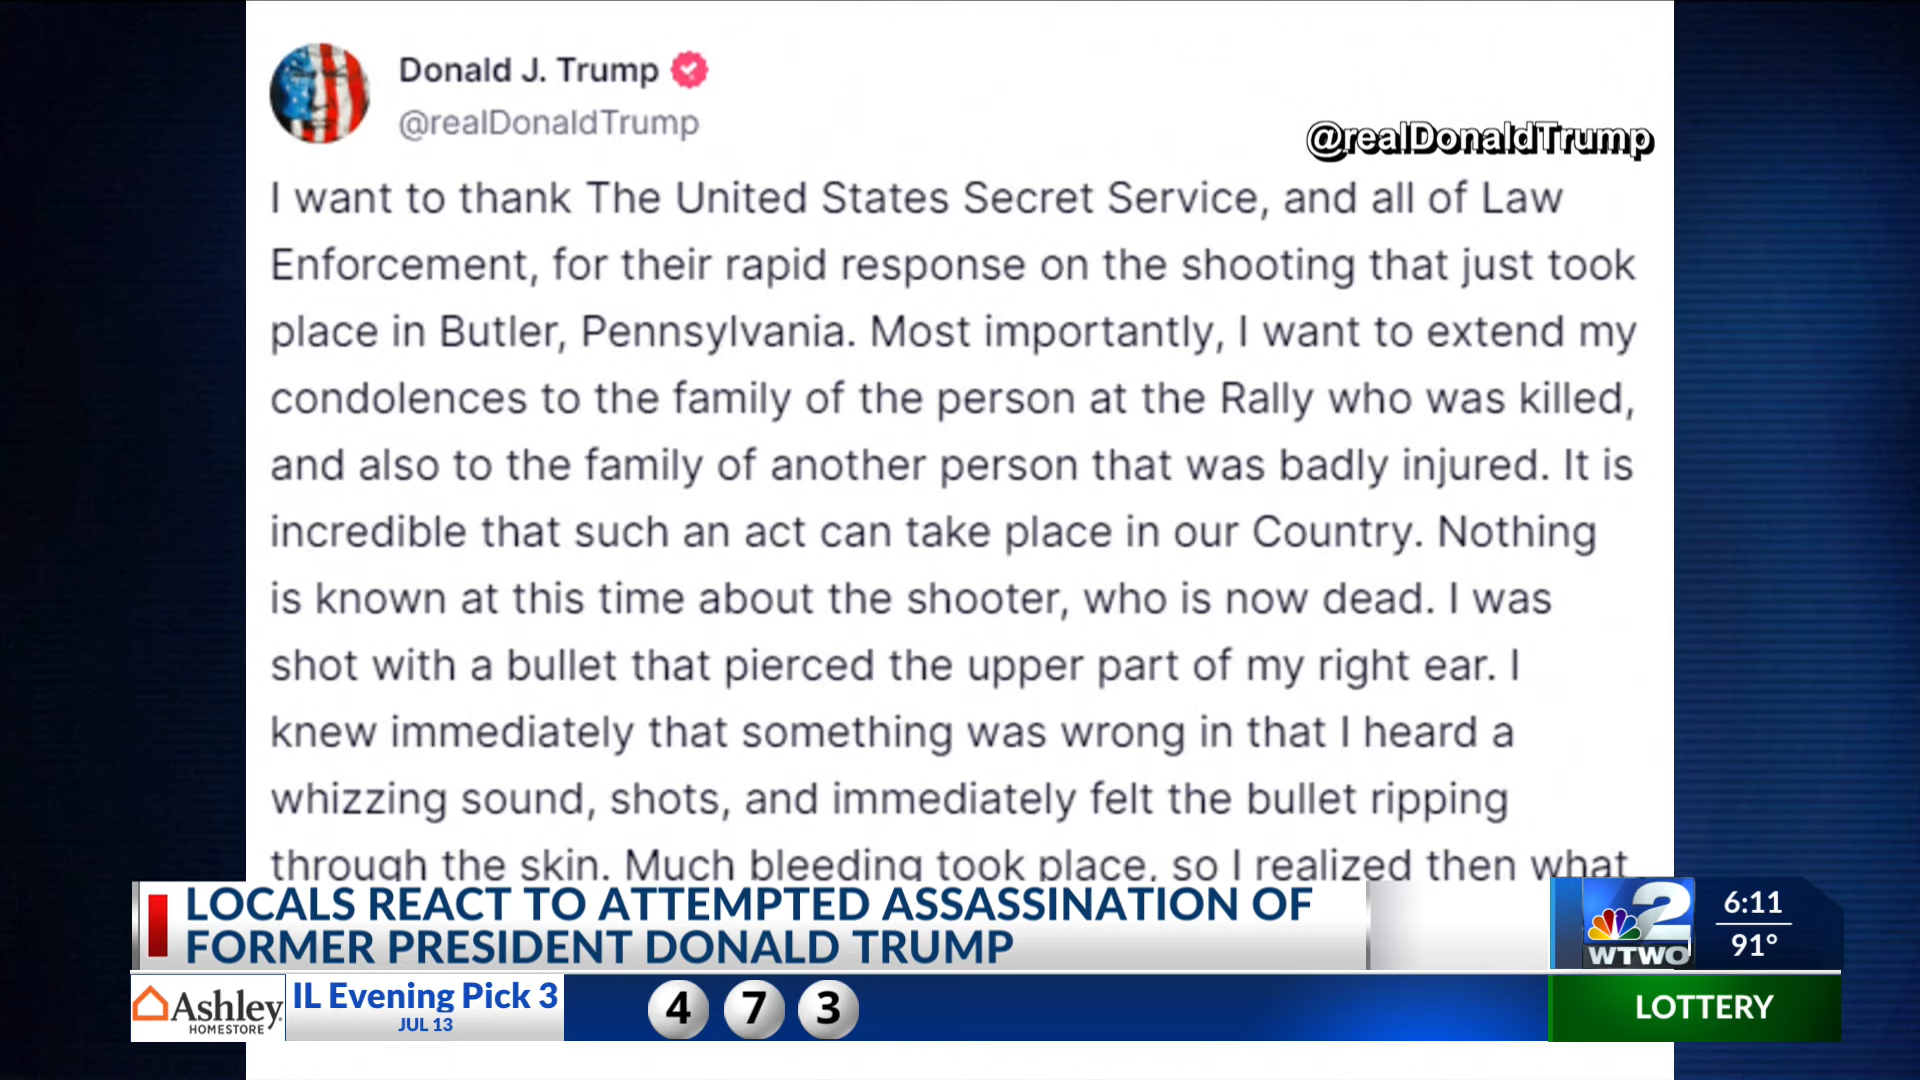 Donald J. Trump
@realDonaldTrump
@realDonaldTrump
I want to thank The United States Secret Service, and all of Law
Enforcement, for their rapid response on the shooting that just took
place in Butler, Pennsylvania. Most importantly, I want to extend my
condolences to the family of the person at the Rally who was killed,
and also to the family of another person that was badly injured. It is
incredible that such an act can take place in our Country. Nothing
is known at this time about the shooter, who is now dead. I was
shot with a bullet that pierced the upper part of my right ear. I
knew immediately that something was wrong in that I heard a
whizzing sound, shots, and immediately felt the bullet ripping
through the skin. Much bleeding took place, so I realized then what
LOCALS REACT TO ATTEMPTED ASSASSINATION OF
FORMER PRESIDENT DONALD TRUMP
2
WTWO
6:11
91°
Ashley
HOMESTORE
IL Evening Pick 3
JUL 13
4 7 3
LOTTERY